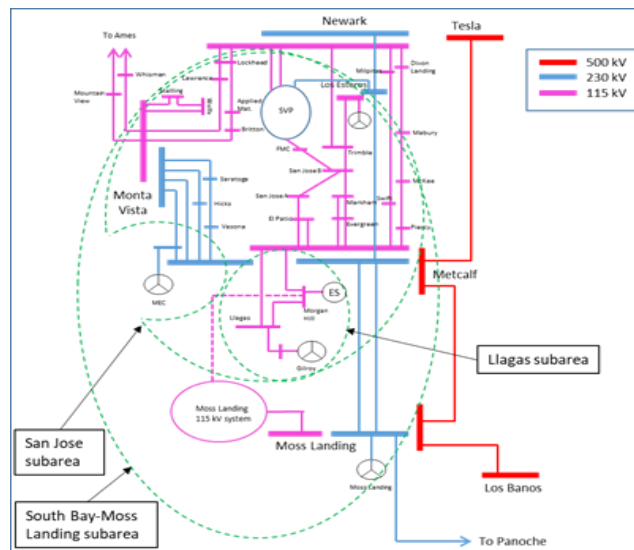 Newark
Tesla
To Ames
500 kV
230 kV
115 kV
Lockhead
Whisman
Lawrence
Mountain
View
Stelling
Wolfe
Applied
Mat.
Britton
SVP
Los Esteros
Milpitas
Dixon
Landing
FMC
Trimble
Mabury
San Jose B
McKee
Monta
Vista
Saratoga
Hicks
Vasona
San Jose A
El Patio
Markham
Evergreen
Swift
Piercy
Metcalf
MEC
ES
Morgan
Hill
Llagas
Gilroy
Llagas subarea
Moss Landing
115 kV system
Moss Landing
Moss Landing
Los Banos
San Jose
subarea
South Bay-Moss
Landing subarea
To Panoche